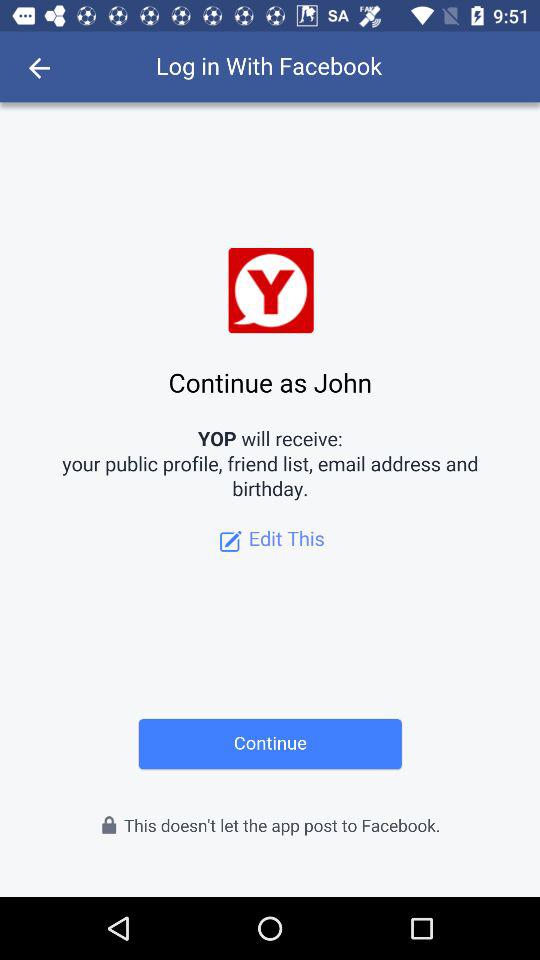 SA 9:51
Log in With Facebook
Y
Continue as John
YOP will receive:
your public profile, friend list, email address and
birthday.
Edit This
Continue
This doesn't let the app post to Facebook.